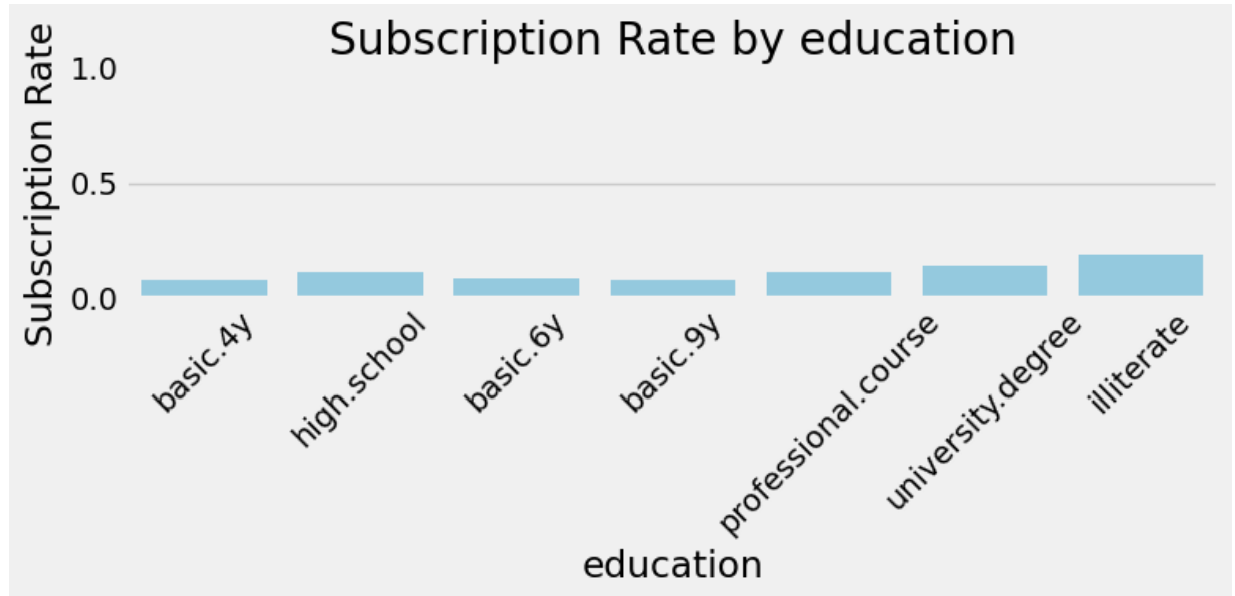 Subscription Rate by education
Subscription Rate
1.0
0.5
0.0
basic.4y
high.school
basic.6y
basic.9y
professional.course
university.degree
illiterate
education